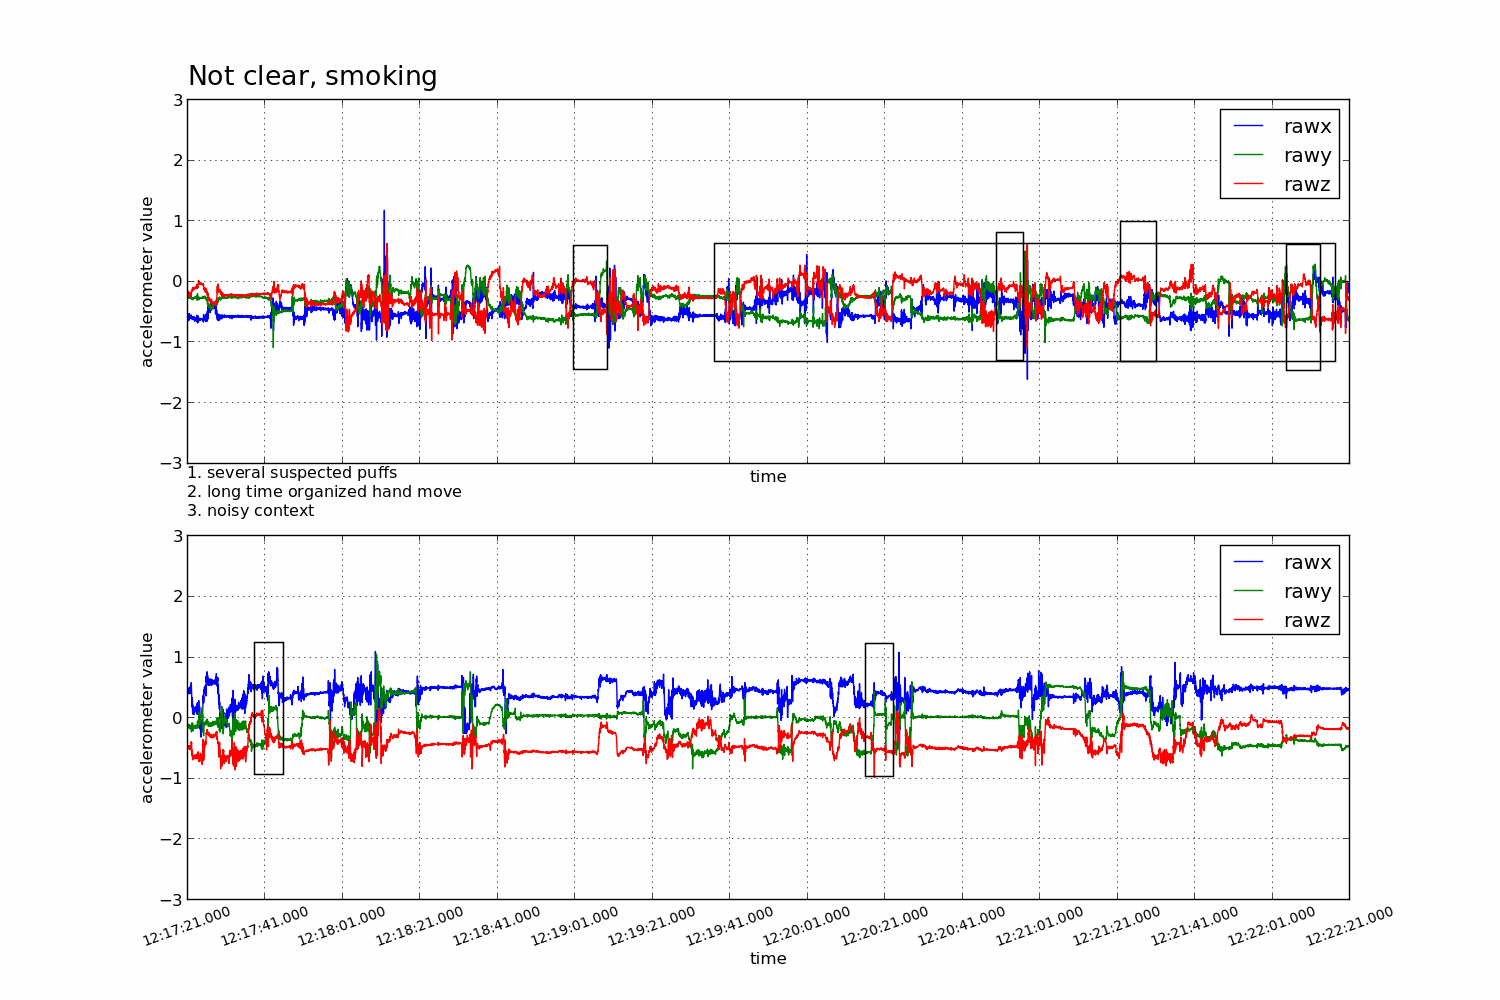 Not clear, smoking
3
2
1
0
−1
−2
−3
accelerometer value
rawx
rawy
rawz
time
1. several suspected puffs
2. long time organized hand move
3. noisy context
3
2
1
0
−1
−2
−3
accelerometer value
rawx
rawy
rawz
12:17:21.000 12:17:41.000 12:18:01.000 12:18:21.000 12:18:41.000 12:19:01.000 12:19:21.000 12:19:41.000 12:20:01.000 12:20:21.000 12:20:41.000 12:21:01.000 12:21:21.000 12:21:41.000 12:22:01.000 12:22:21.000
time